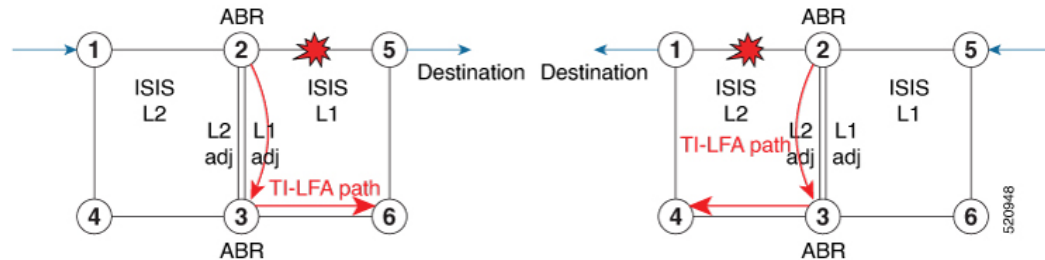 ABR
1
2
5
Destination
ISIS
L2
ISIS
L1
L2
adj
L1
adj
TI-LFA path
4
3
6
ABR
ABR
1
2
5
Destination
ISIS
L2
ISIS
L1
TI-LFA path
L2
adj
L1
adj
4
3
6
ABR
520948